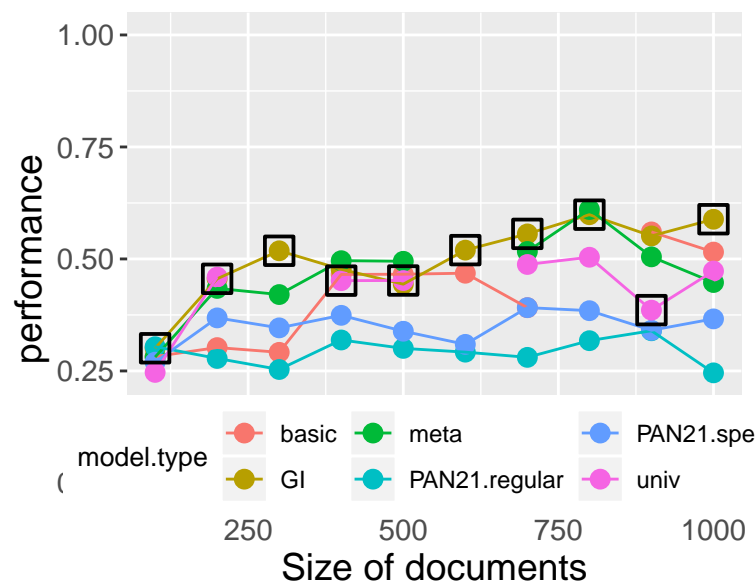 1.00
0.75
0.50
0.25
performance
model.type
basic
meta
PAN21.spe
GI
PAN21.regular
univ
250
500
750
1000
Size of documents